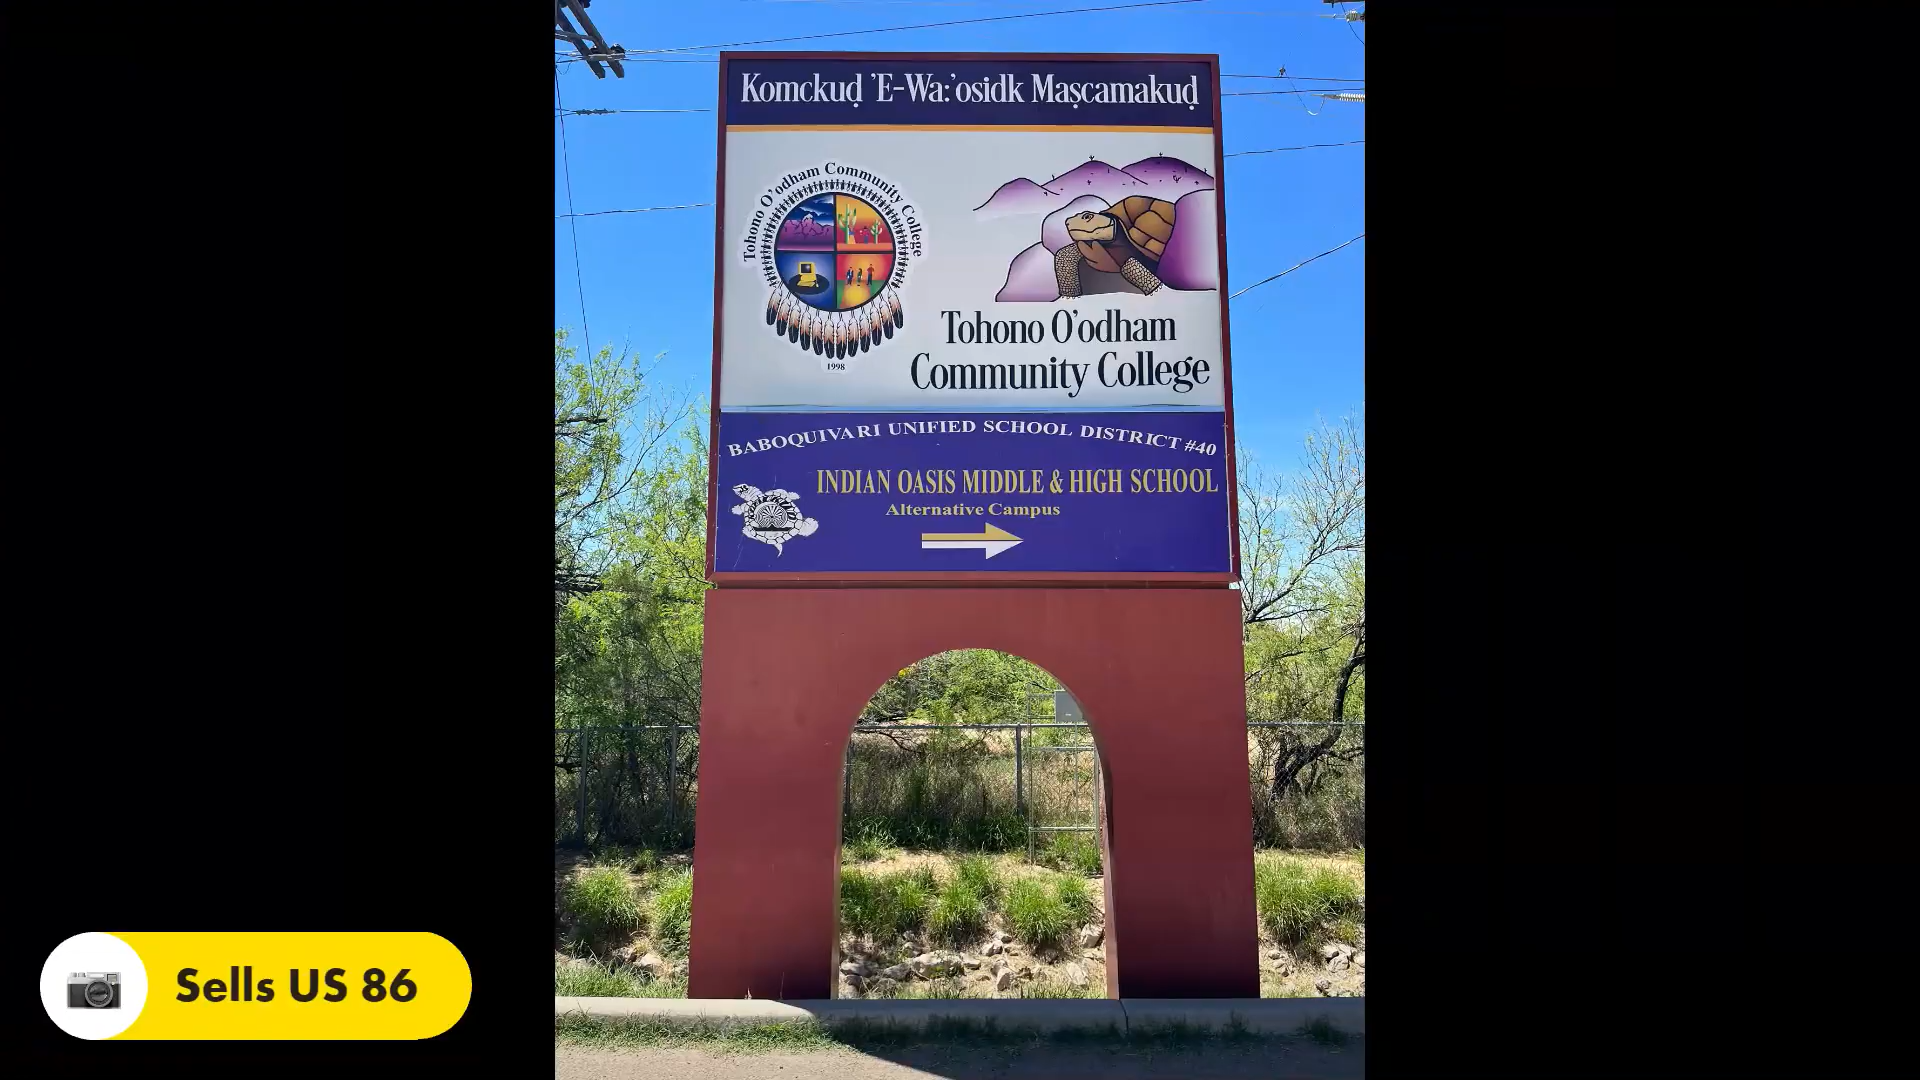 Komckuḍ ’E-Wa:’osidk Maṣcamakuḍ
Tohono O’odham Community College
1998
Tohono O’odham
Community College
BABOQUIVARI UNIFIED SCHOOL DISTRICT #40
INDIAN OASIS MIDDLE & HIGH SCHOOL
Alternative Campus
Sells US 86